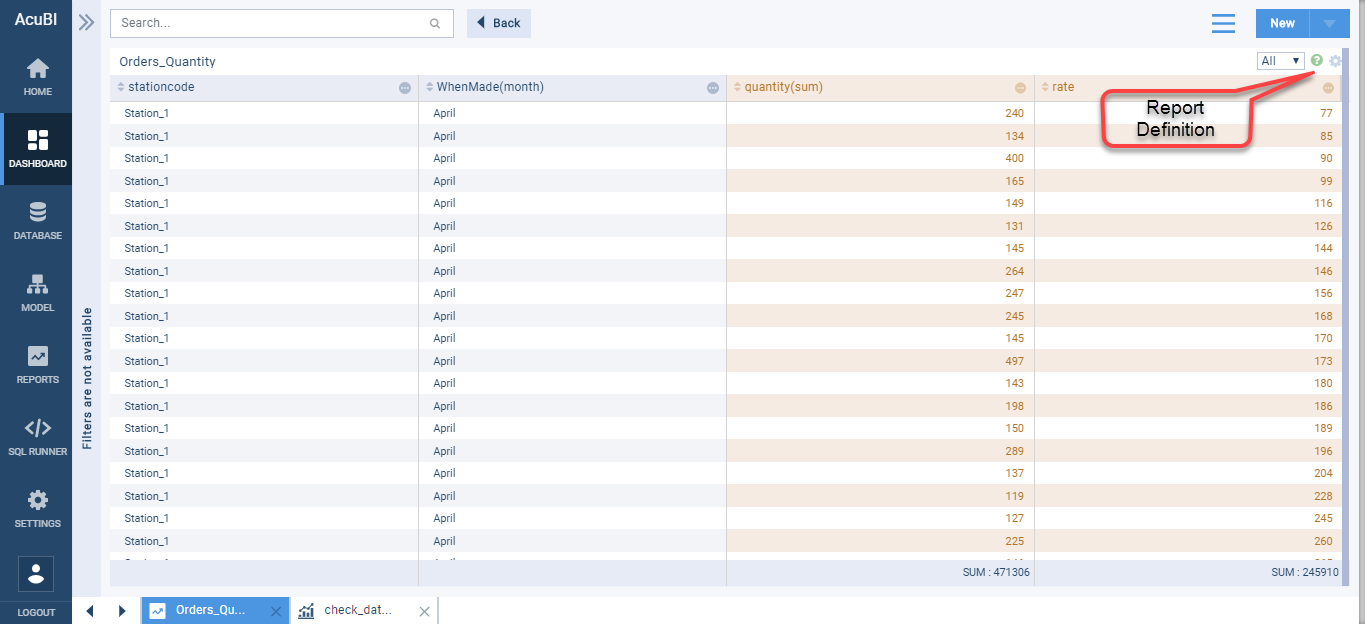 AcuBI
Search...
Back
New
HOME
DASHBOARD
DATABASE
MODEL
REPORTS
SQL RUNNER
SETTINGS
LOGOUT
Filters are not available
Orders_Quantity
All
?
Report
Definition
stationcode WhenMade(month) quantity(sum) rate
Station_1 April 240 77
Station_1 April 134 85
Station_1 April 400 90
Station_1 April 165 99
Station_1 April 149 116
Station_1 April 131 126
Station_1 April 145 144
Station_1 April 264 146
Station_1 April 247 156
Station_1 April 245 168
Station_1 April 145 170
Station_1 April 497 173
Station_1 April 143 180
Station_1 April 198 186
Station_1 April 150 189
Station_1 April 289 196
Station_1 April 137 204
Station_1 April 119 228
Station_1 April 127 245
Station_1 April 225 260
SUM : 471306 SUM : 245910
Orders_Qu...
check_dat...